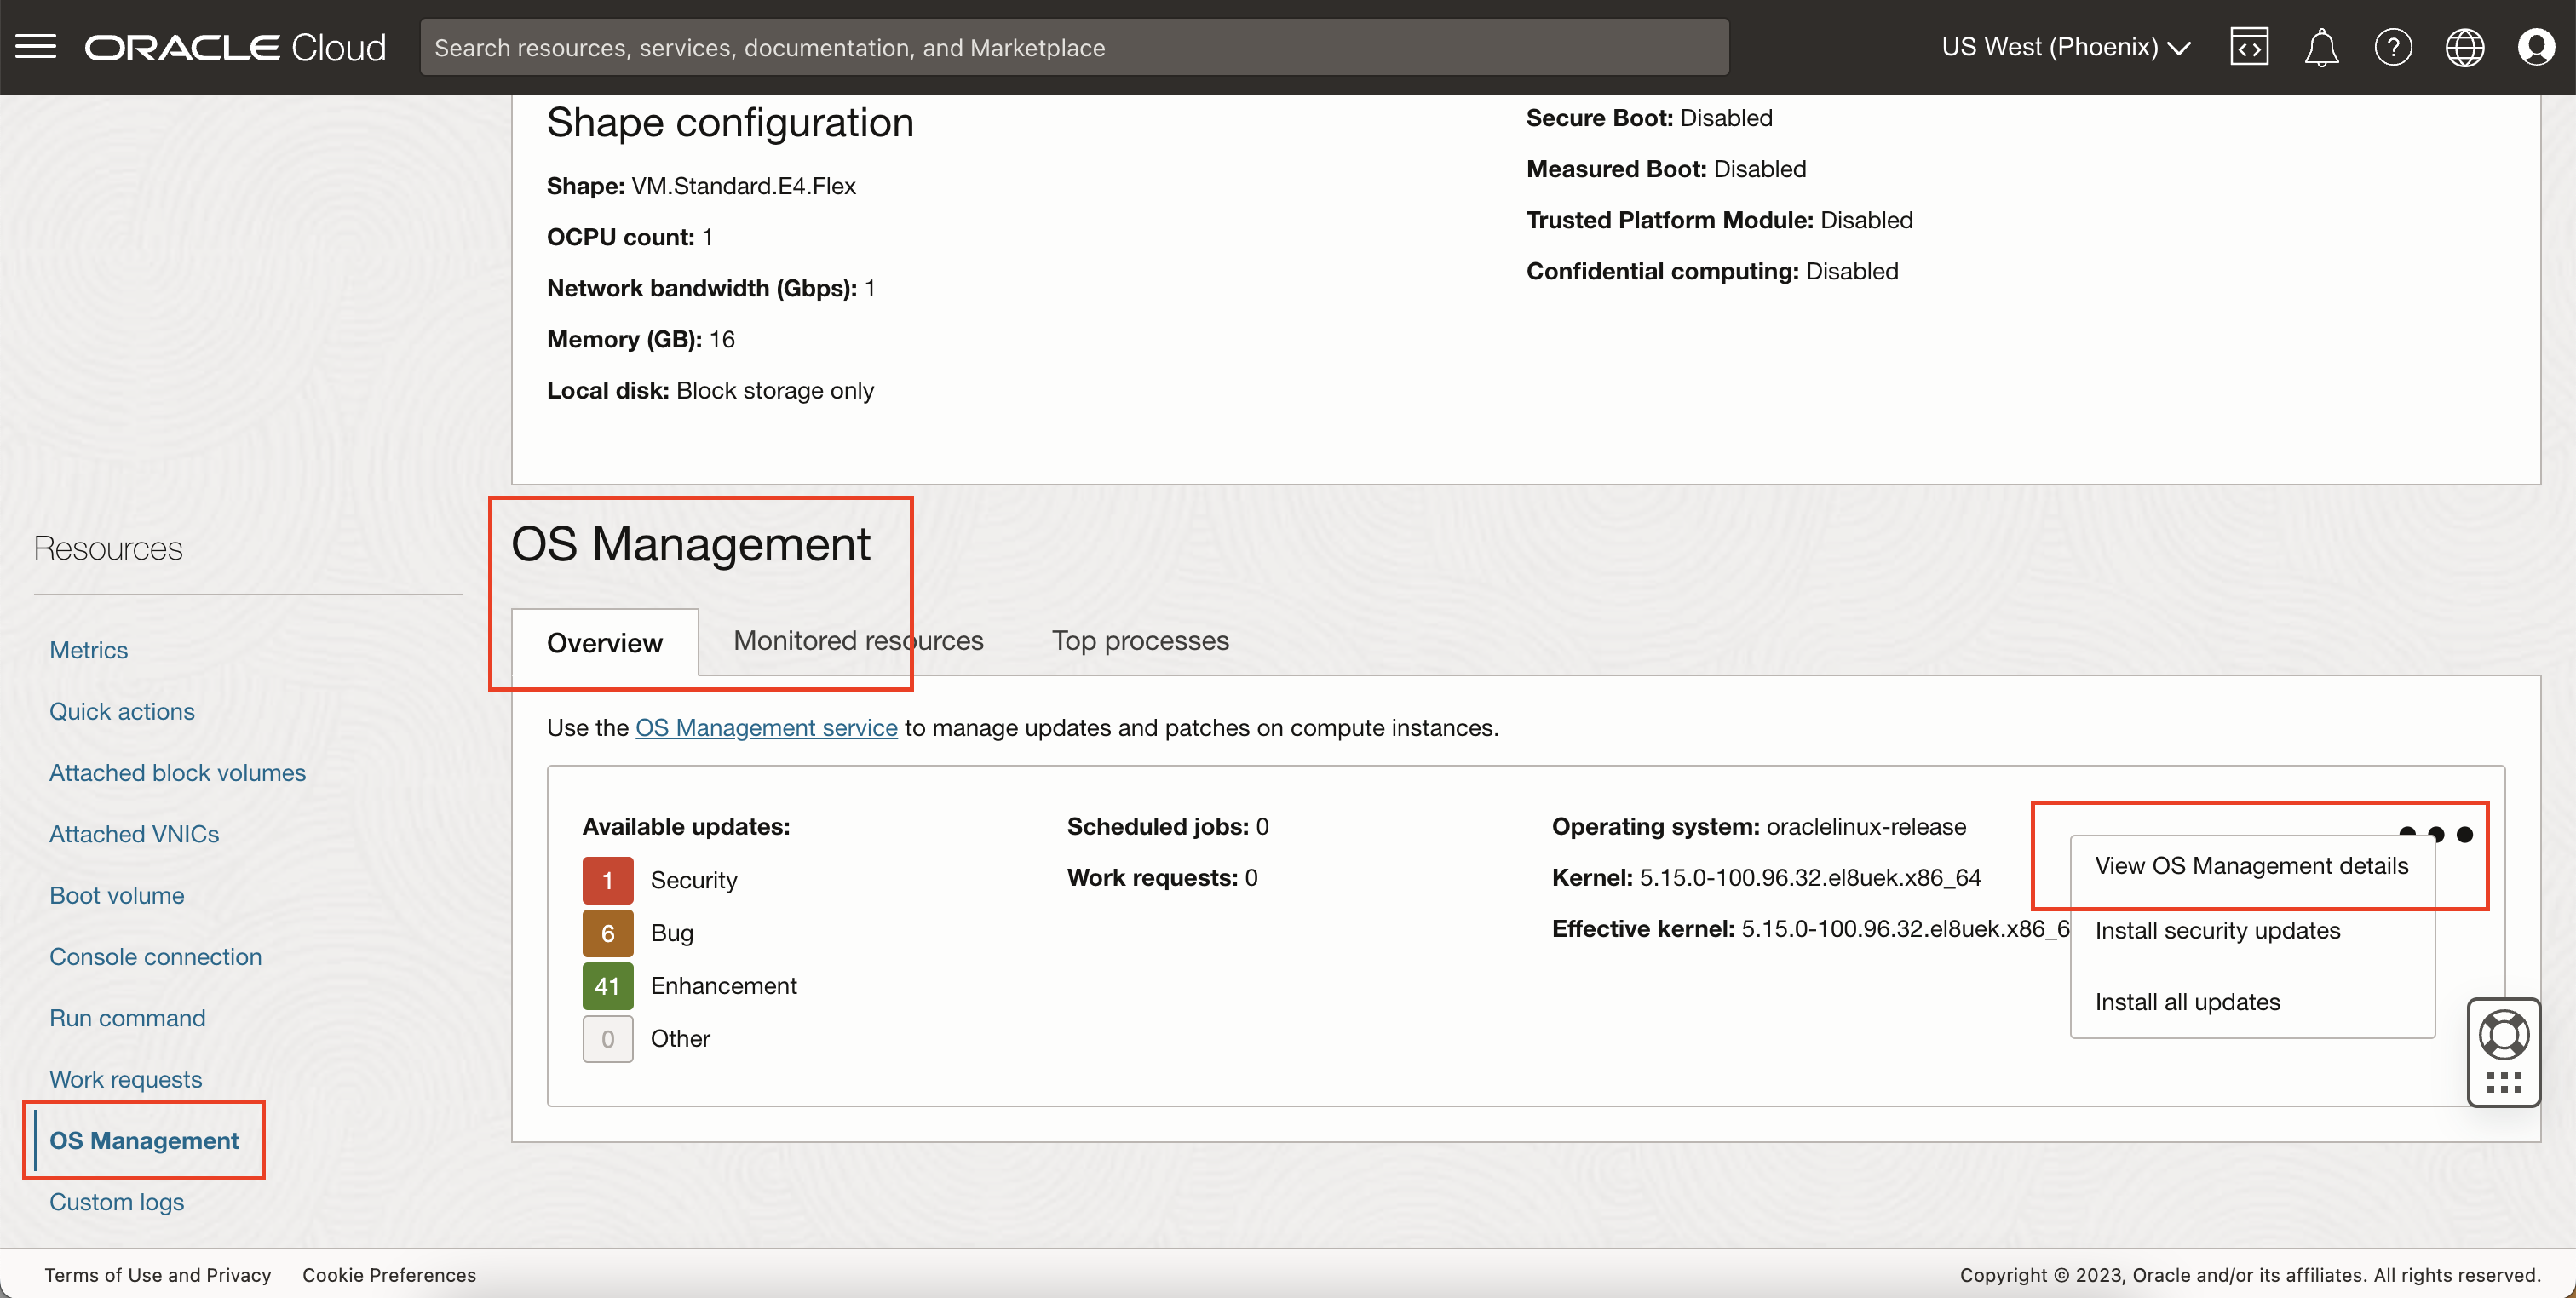 ORACLE Cloud
Search resources, services, documentation, and Marketplace
US West (Phoenix)
Shape configuration
Shape: VM.Standard.E4.Flex
OCPU count: 1
Network bandwidth (Gbps): 1
Memory (GB): 16
Local disk: Block storage only
Secure Boot: Disabled
Measured Boot: Disabled
Trusted Platform Module: Disabled
Confidential computing: Disabled
Resources
Metrics
Quick actions
Attached block volumes
Attached VNICs
Boot volume
Console connection
Run command
Work requests
OS Management
Custom logs
OS Management
Overview
Monitored resources
Top processes
Use the OS Management service to manage updates and patches on compute instances.
Available updates:
1 Security
6 Bug
41 Enhancement
0 Other
Scheduled jobs: 0
Work requests: 0
Operating system: oraclelinux-release
Kernel: 5.15.0-100.96.32.el8uek.x86_64
Effective kernel: 5.15.0-100.96.32.el8uek.x86_6
View OS Management details
Install security updates
Install all updates
Terms of Use and Privacy
Cookie Preferences
Copyright © 2023, Oracle and/or its affiliates. All rights reserved.